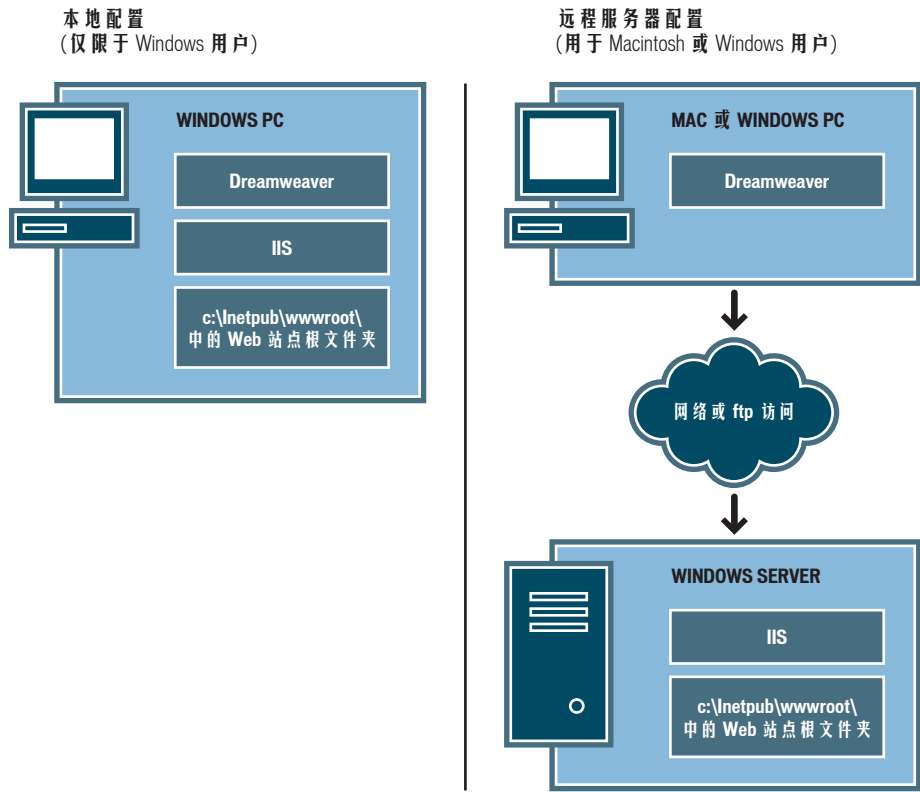 本地配置
(仅限于 Windows 用户)
WINDOWS PC
Dreamweaver
IIS
c:\Inetpub\wwwroot\
中的 Web 站点根文件夹
远程服务器配置
(用于 Macintosh 或 Windows 用户)
MAC 或 WINDOWS PC
Dreamweaver
网络或 ftp 访问
WINDOWS SERVER
IIS
c:\Inetpub\wwwroot\
中的 Web 站点根文件夹